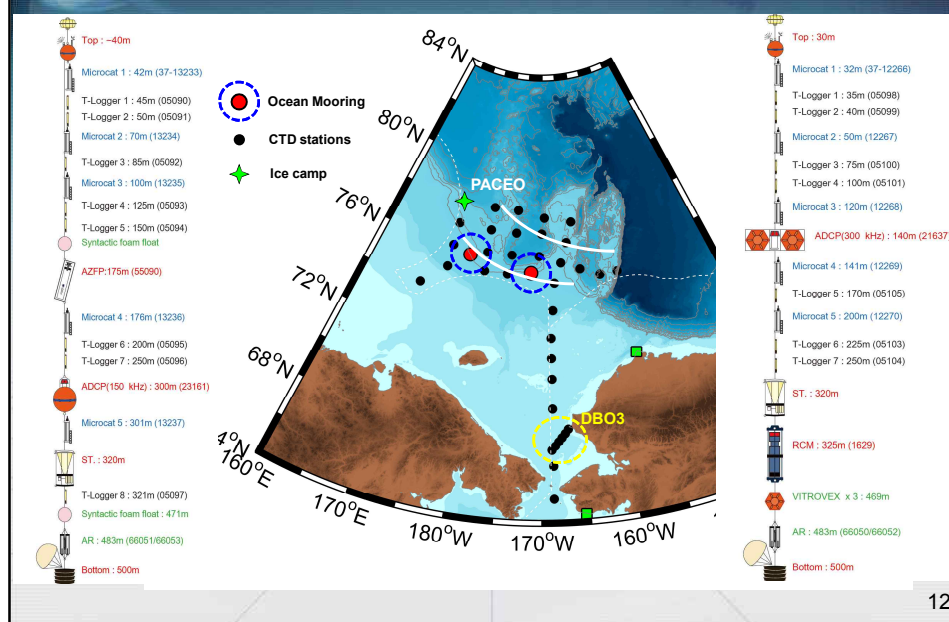 Top : ~40m
Microcat 1 : 42m (37-13233)
T-Logger 1 : 45m (05090)
T-Logger 2 : 50m (05091)
Microcat 2 : 70m (13234)
T-Logger 3 : 85m (05092)
Microcat 3 : 100m (13235)
T-Logger 4 : 125m (05093)
T-Logger 5 : 150m (05094)
Syntactic foam float
AZFP:175m (55090)
Microcat 4 : 176m (13236)
T-Logger 6 : 200m (05095)
T-Logger 7 : 250m (05096)
ADCP(150 kHz) : 300m (23161)
Microcat 5 : 301m (13237)
ST. : 320m
T-Logger 8 : 321m (05097)
Syntactic foam float : 471m
AR : 483m (66051/66053)
Bottom : 500m
Ocean Mooring
CTD stations
Ice camp
84°N
80°N
76°N
72°N
68°N
4°N
160°E
170°E
180°W
170°W
160°W
PACEO
DBO3
Top : 30m
Microcat 1 : 32m (37-12266)
T-Logger 1 : 35m (05098)
T-Logger 2 : 40m (05099)
Microcat 2 : 50m (12267)
T-Logger 3 : 75m (05100)
T-Logger 4 : 100m (05101)
Microcat 3 : 120m (12268)
ADCP(300 kHz) : 140m (21637)
Microcat 4 : 141m (12269)
T-Logger 5 : 170m (05105)
Microcat 5 : 200m (12270)
T-Logger 6 : 225m (05103)
T-Logger 7 : 250m (05104)
ST. : 320m
RCM : 325m (1629)
VITROVEX x 3 : 469m
AR : 483m (66050/66052)
Bottom : 500m
12